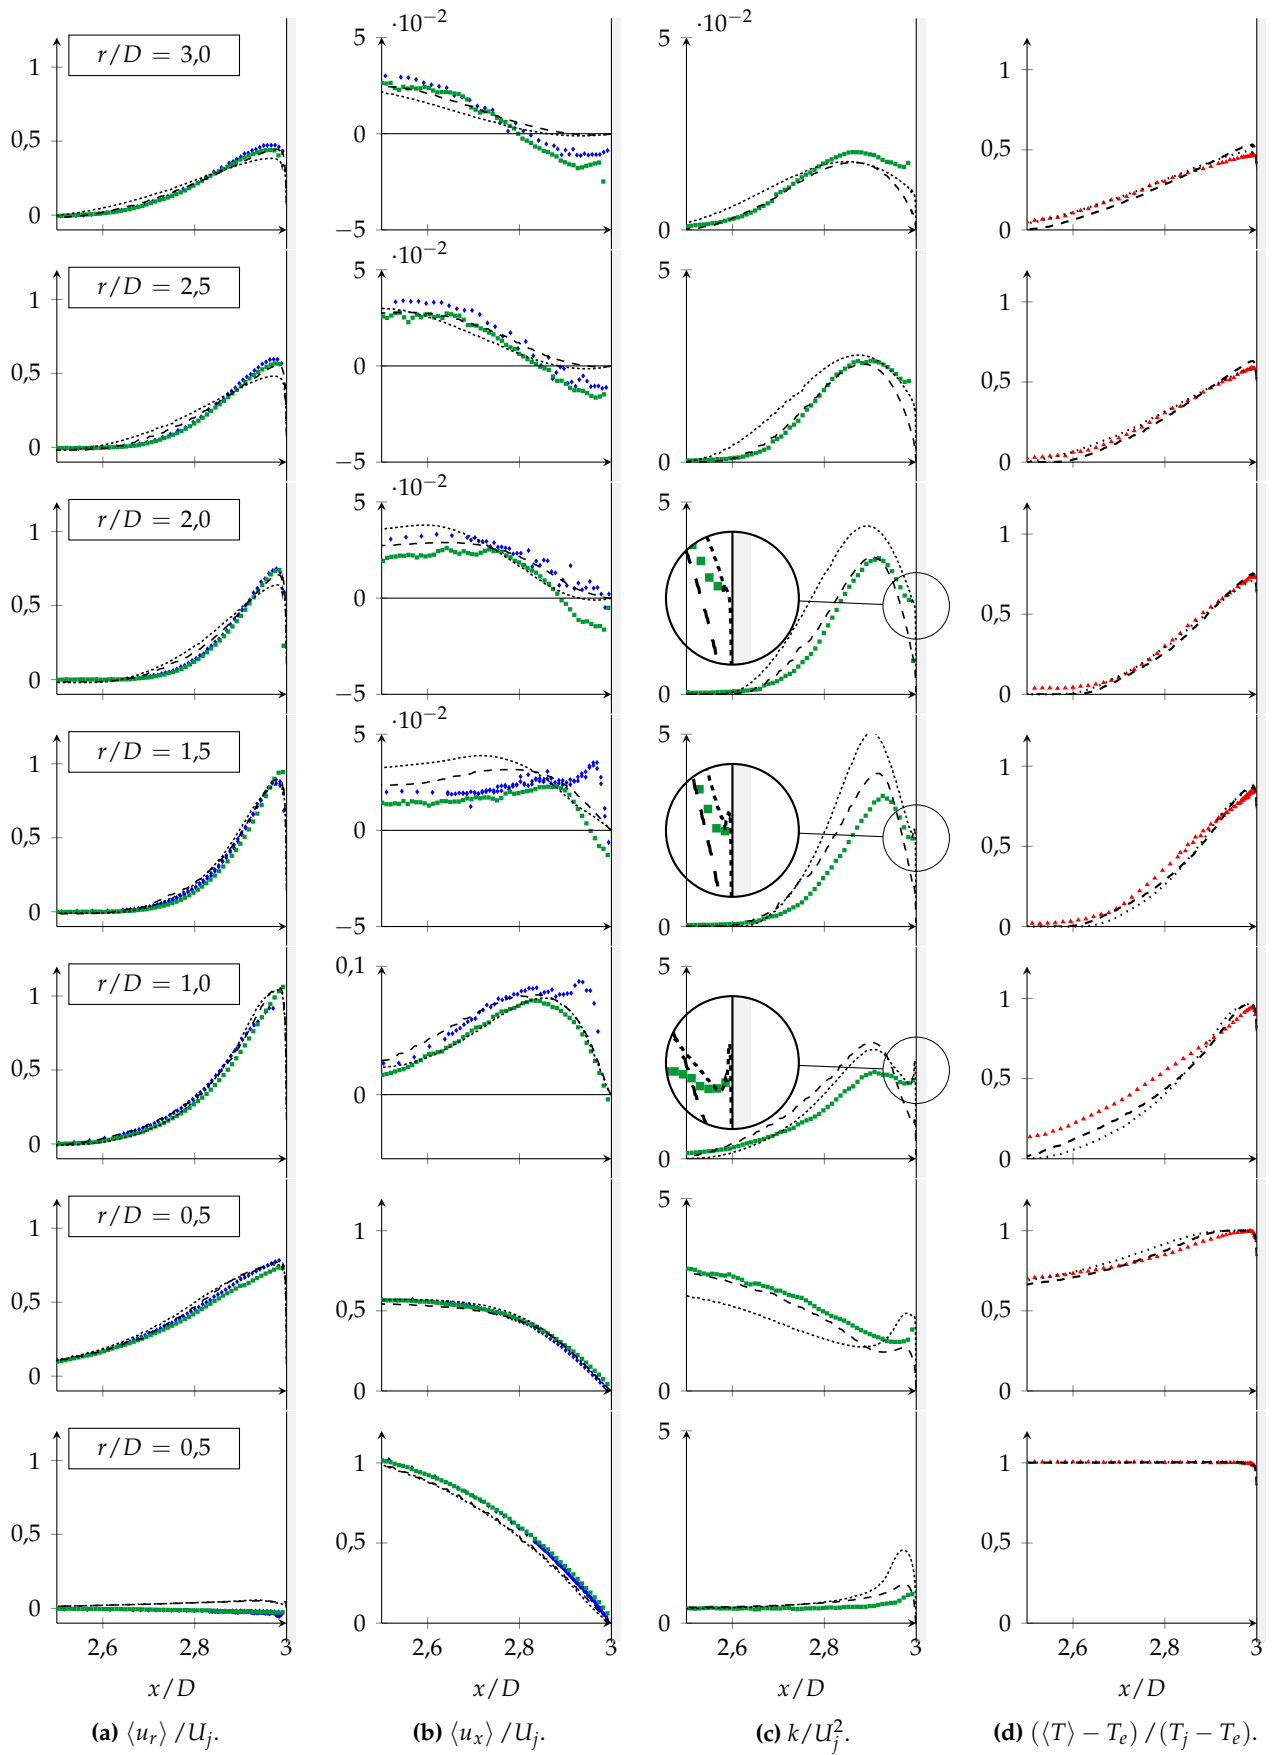 ·10⁻² ·10⁻²
r/D = 3,0
1 5 5 1
0,5 0 0,5
0 −5 0 0
·10⁻²
r/D = 2,5
1 5 5 1
0,5 0 0,5
0 −5 0 0
·10⁻²
r/D = 2,0
1 5 5 1
0,5 0 0,5
0 −5 0 0
·10⁻²
r/D = 1,5
1 5 5 1
0,5 0 0,5
0 −5 0 0
r/D = 1,0
1 0,1 5 1
0,5 0,5
0 0 0 0
r/D = 0,5
1 1 5 1
0,5 0,5 0,5
0 0 0 0
r/D = 0,5
1 1 5 1
0,5 0,5 0,5
0 0 0 0
2,6 2,8 3 2,6 2,8 3 2,6 2,8 3 2,6 2,8 3
x/D x/D x/D x/D
(a) ⟨u_r⟩ /U_j. (b) ⟨u_x⟩ /U_j. (c) k/U_j². (d) (⟨T⟩ − T_e) /(T_j − T_e).